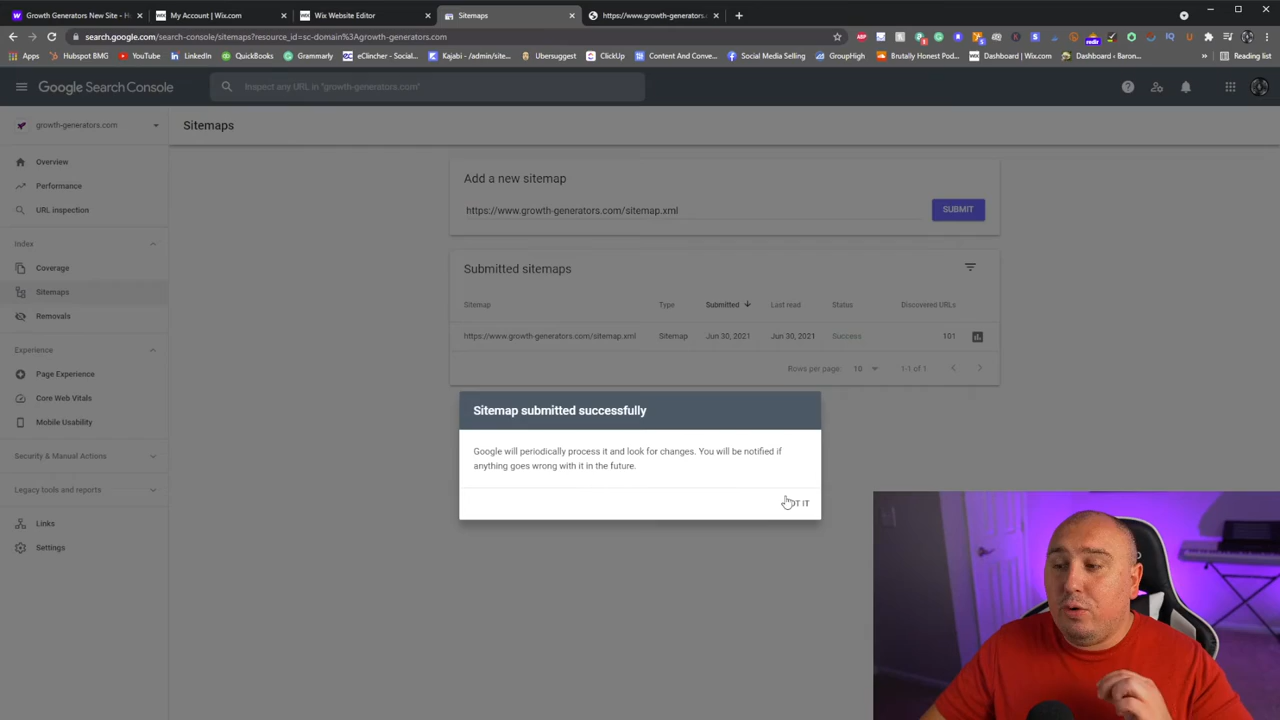 Growth Generators New Site - Ho
My Account | Wix.com
Wix Website Editor
Sitemaps
https://www.growth-generators.
search.google.com/search-console/sitemaps?resource_id=sc-domain%3Agrowth-generators.com
Apps
Hubspot BMG
YouTube
LinkedIn
QuickBooks
Grammarly
eClincher - Social...
Kajabi - /admin/site...
Ubersuggest
ClickUp
Content And Conve...
Social Media Selling
GroupHigh
Brutally Honest Pod...
Dashboard | Wix.com
Dashboard ‹ Baron...
Reading list
Google Search Console
Inspect any URL in "growth-generators.com"
growth-generators.com
Sitemaps
Overview
Performance
URL inspection
Index
Coverage
Sitemaps
Removals
Experience
Page Experience
Core Web Vitals
Mobile Usability
Security & Manual Actions
Legacy tools and reports
Links
Settings
Add a new sitemap
https://www.growth-generators.com/sitemap.xml
SUBMIT
Submitted sitemaps
Sitemap Type Submitted Last read Status Discovered URLs
https://www.growth-generators.com/sitemap.xml Sitemap Jun 30, 2021 Jun 30, 2021 Success 101
Rows per page: 10 1-1 of 1
Sitemap submitted successfully
Google will periodically process it and look for changes. You will be notified if
anything goes wrong with it in the future.
GOT IT